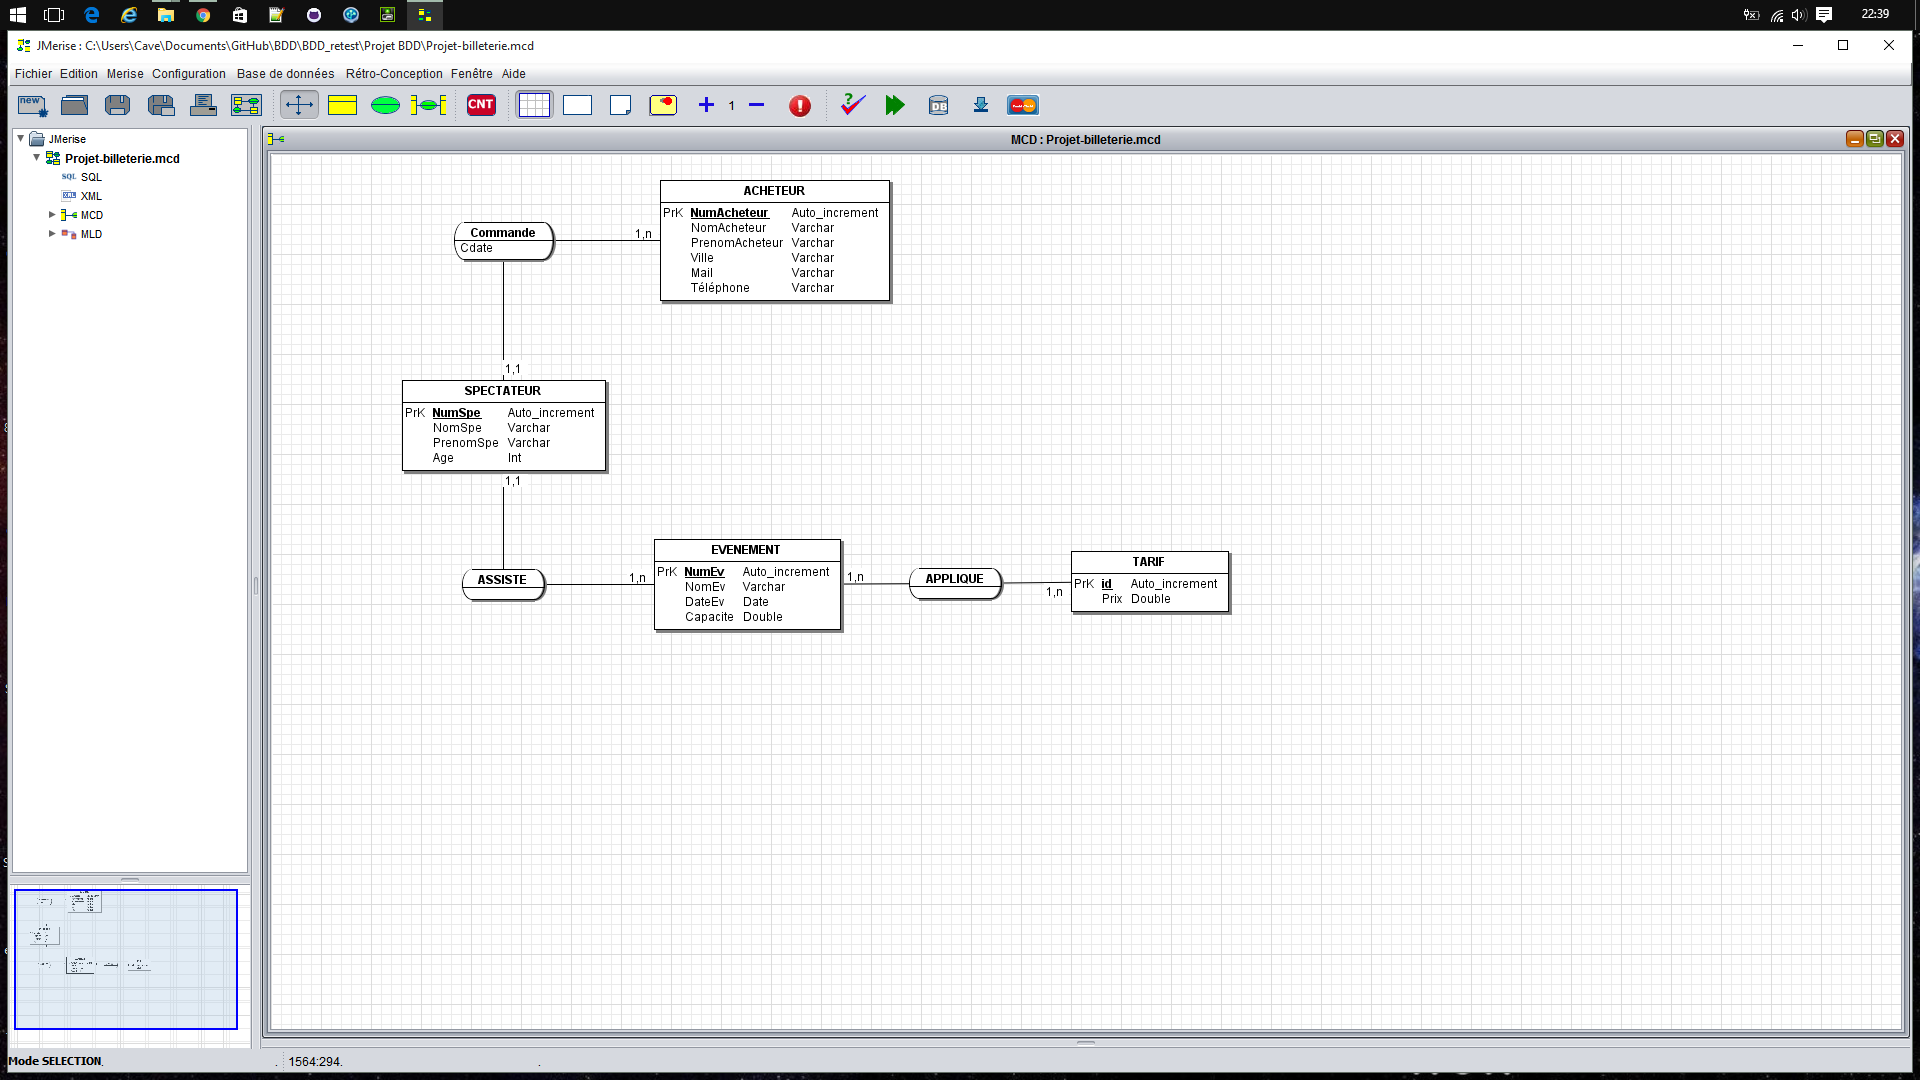 22:39
JMerise : C:\Users\Cave\Documents\GitHub\BDD\BDD_retest\Projet BDD\Projet-billeterie.mcd
Fichier Edition Merise Configuration Base de données Rétro-Conception Fenêtre Aide
new CNT 1 DB
JMerise
Projet-billeterie.mcd
SQL SQL
XML
MCD
MLD
MCD : Projet-billeterie.mcd
ACHETEUR
PrK NumAcheteur Auto_increment
NomAcheteur Varchar
PrenomAcheteur Varchar
Ville Varchar
Mail Varchar
Téléphone Varchar
Commande
Cdate
1,n
1,1
SPECTATEUR
PrK NumSpe Auto_increment
NomSpe Varchar
PrenomSpe Varchar
Age Int
1,1
ASSISTE
1,n
EVENEMENT
PrK NumEv Auto_increment
NomEv Varchar
DateEv Date
Capacite Double
1,n
APPLIQUE
1,n
TARIF
PrK id Auto_increment
Prix Double
Mode SELECTION.
1564:294.